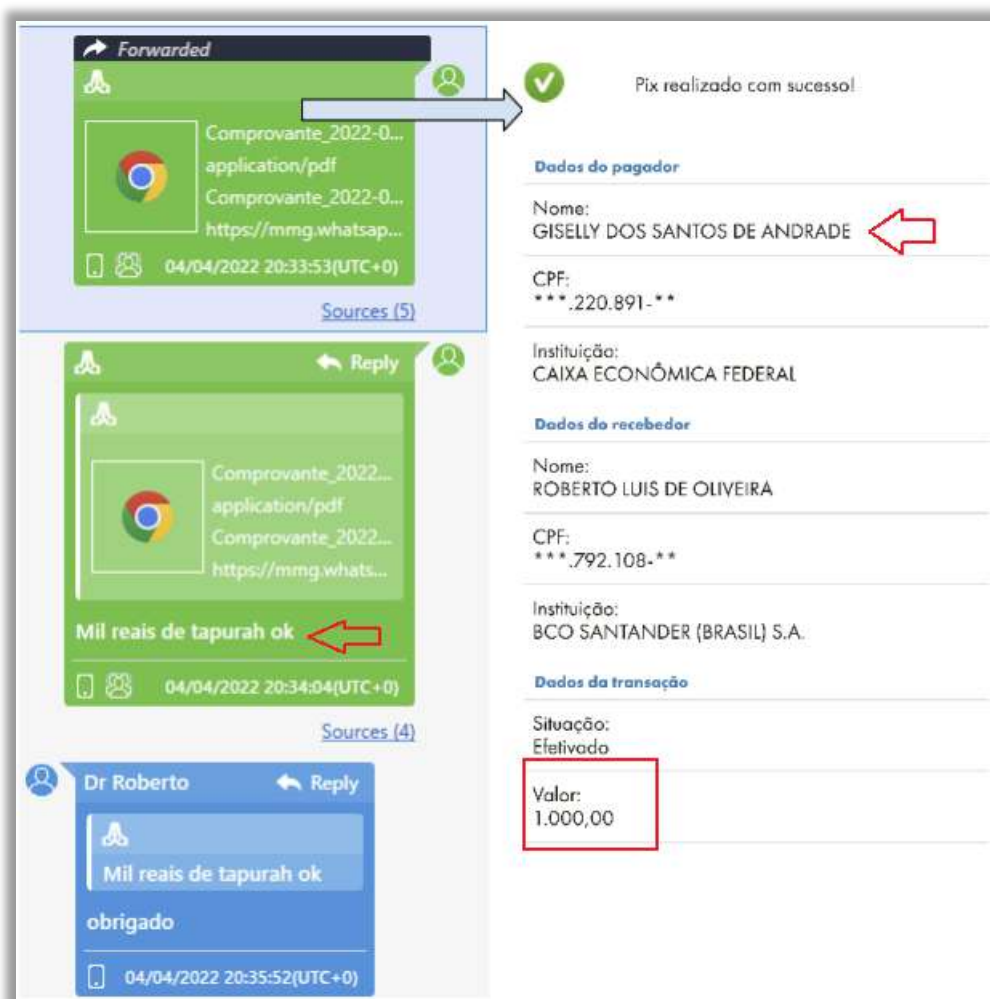 Forwarded
Comprovante_2022-0...
application/pdf
Comprovante_2022-0...
https://mmg.whatsap...
04/04/2022 20:33:53(UTC+0)
Sources (5)
Reply
Comprovante_2022...
application/pdf
Comprovante_2022...
https://mmg.whats...
Mil reais de tapurah ok
04/04/2022 20:34:04(UTC+0)
Sources (4)
Dr Roberto
Reply
Mil reais de tapurah ok
obrigado
04/04/2022 20:35:52(UTC+0)
Pix realizado com sucesso!
Dados do pagador
Nome:
GISELLY DOS SANTOS DE ANDRADE
CPF:
***.220.891-**
Instituição:
CAIXA ECONÔMICA FEDERAL
Dados do recebedor
Nome:
ROBERTO LUIS DE OLIVEIRA
CPF:
***.792.108-**
Instituição:
BCO SANTANDER (BRASIL) S.A.
Dados da transação
Situação:
Efetivado
Valor:
1.000,00